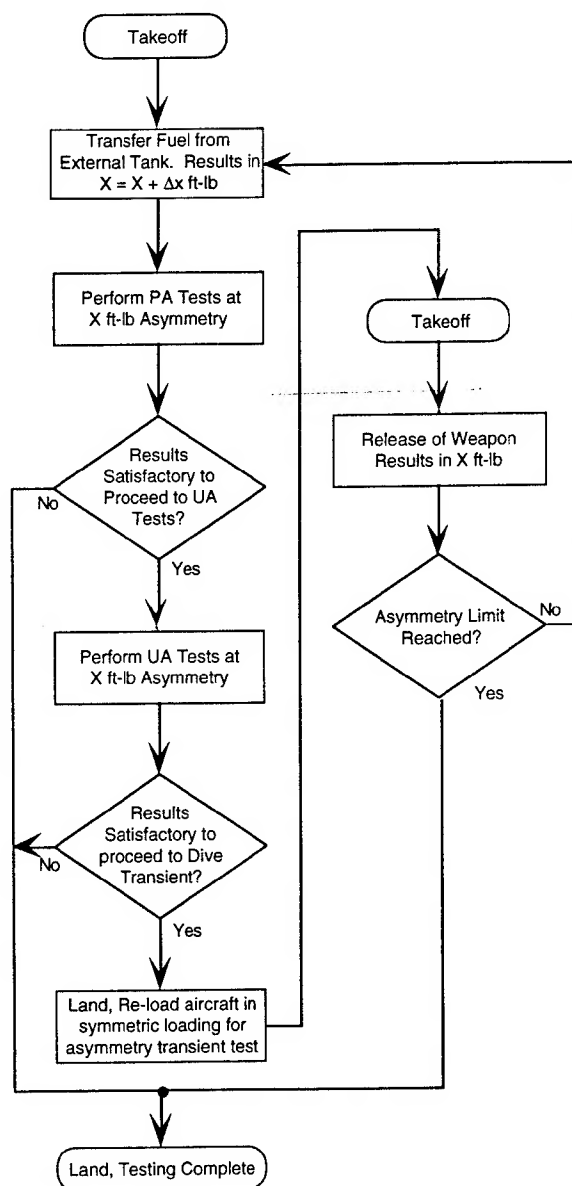 Takeoff
Transfer Fuel from
External Tank. Results in
X = X + Δx ft-lb
Perform PA Tests at
X ft-lb Asymmetry
Results
Satisfactory to
Proceed to UA
Tests?
No
Yes
Perform UA Tests at
X ft-lb Asymmetry
Results
Satisfactory to
proceed to Dive
Transient?
No
Yes
Land, Re-load aircraft in
symmetric loading for
asymmetry transient test
Takeoff
Release of Weapon
Results in X ft-lb
Asymmetry Limit
Reached?
No
Yes
Land, Testing Complete